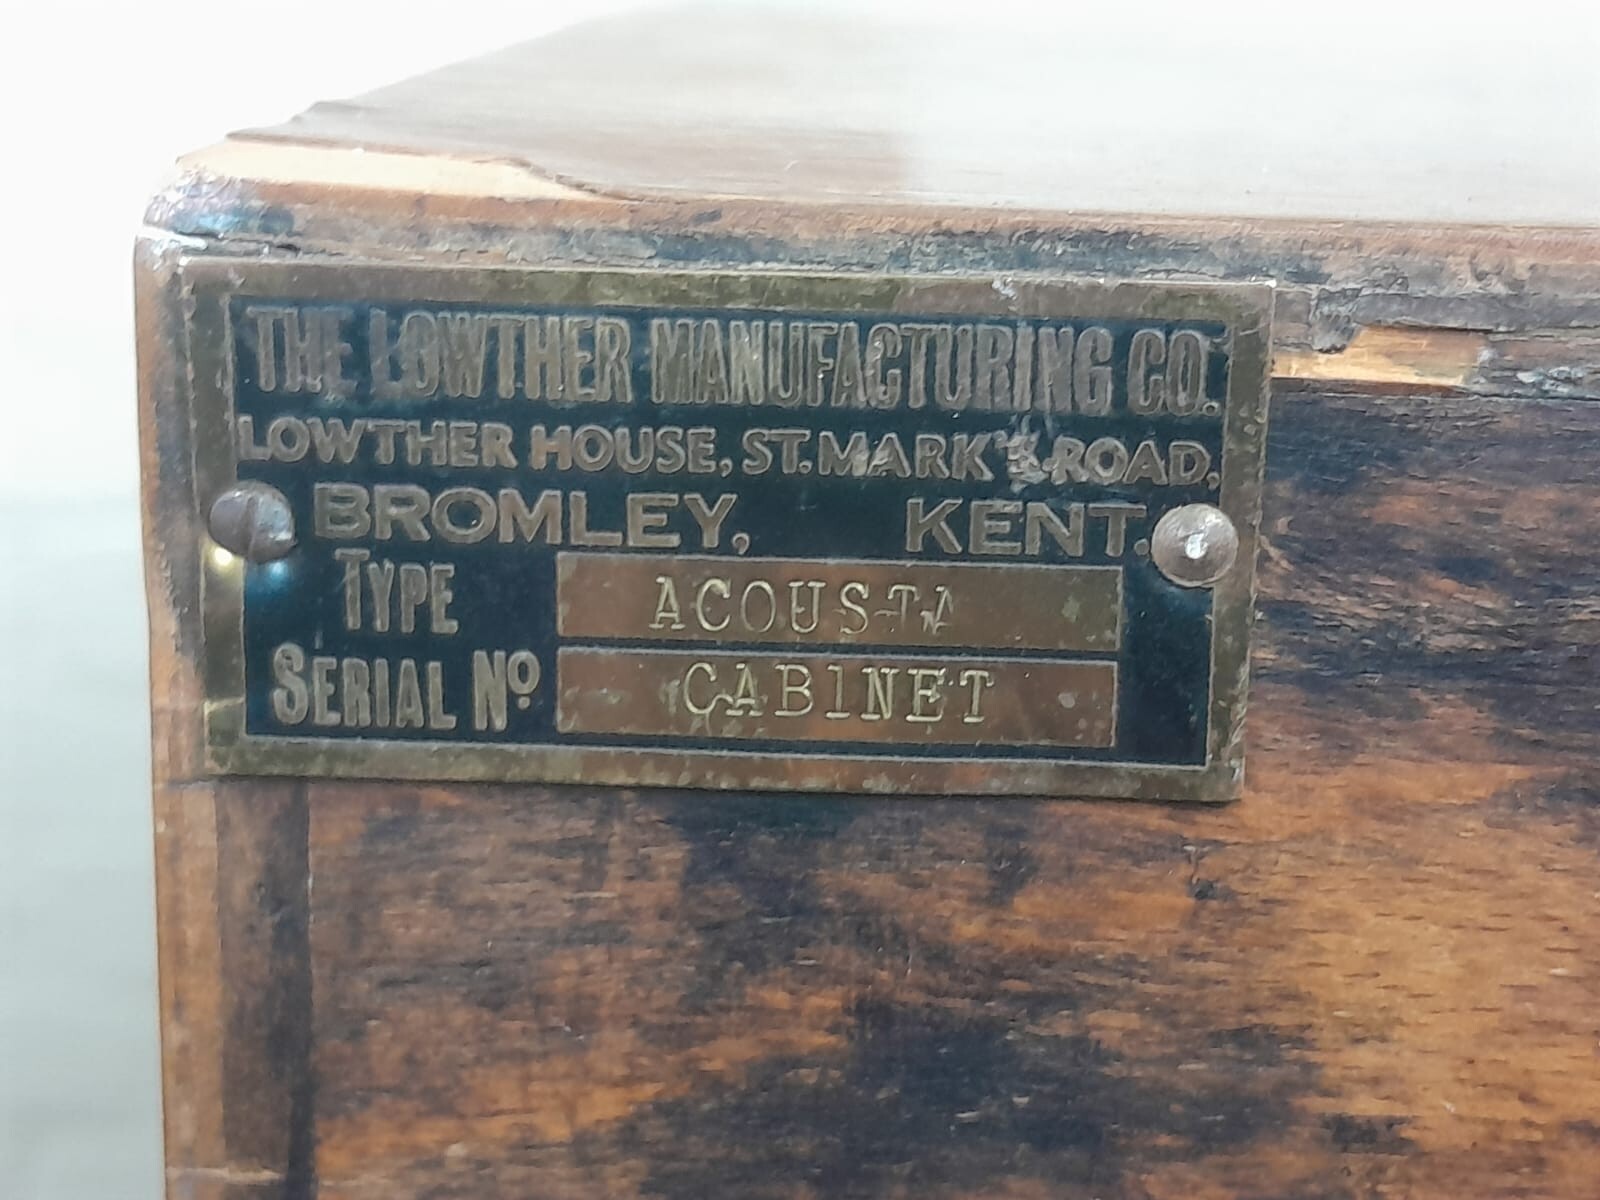 THE LOWTHER MANUFACTURING CO.
LOWTHER HOUSE, ST. MARK'S ROAD,
BROMLEY, KENT.
TYPE ACOUSTA
SERIAL No CABINET